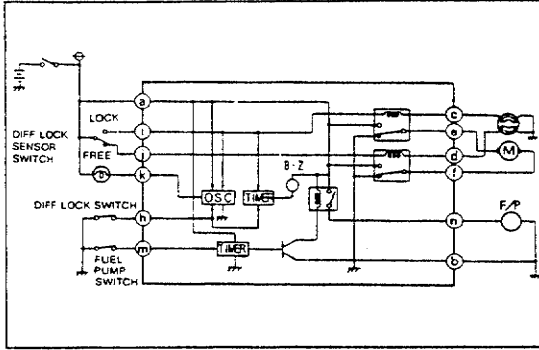 a
LOCK
c
i
e
DIFF LOCK
SENSOR
SWITCH
FREE
j
d
M
B-Z
f
k
OSC
TIMER
F/P
DIFF LOCK SWITCH
h
n
m
TIMER
b
FUEL
PUMP
SWITCH